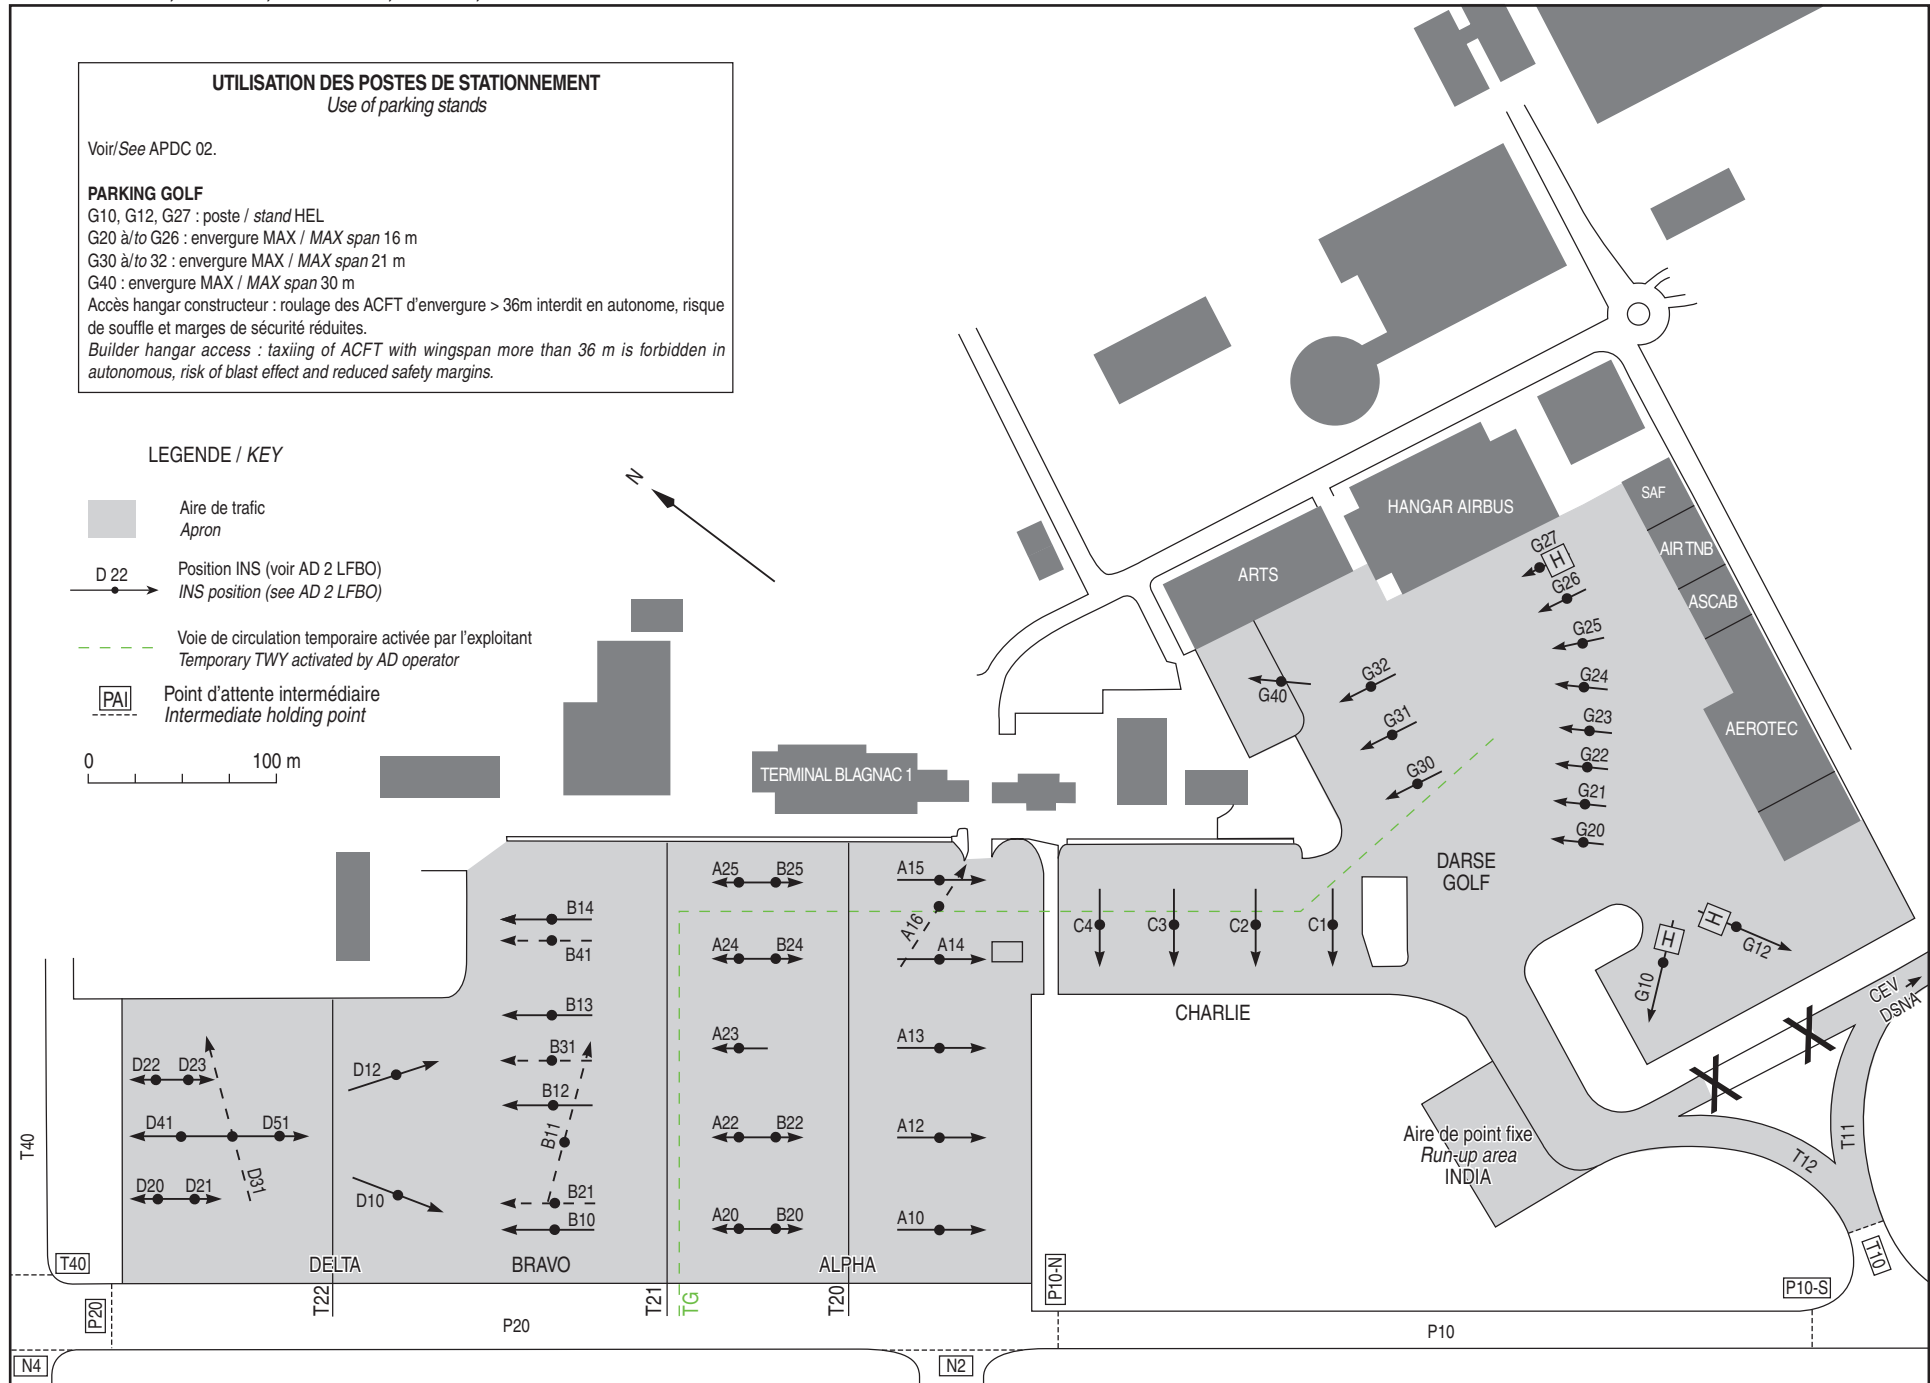 UTILISATION DES POSTES DE STATIONNEMENT
Use of parking stands
Voir/See APDC 02.
PARKING GOLF
G10, G12, G27 : poste / stand HEL
G20 à/to G26 : envergure MAX / MAX span 16 m
G30 à/to 32 : envergure MAX / MAX span 21 m
G40 : envergure MAX / MAX span 30 m
Accès hangar constructeur : roulage des ACFT d'envergure > 36m interdit en autonome, risque
de souffle et marges de sécurité réduites.
Builder hangar access : taxiing of ACFT with wingspan more than 36 m is forbidden in
autonomous, risk of blast effect and reduced safety margins.
LEGENDE / KEY
Aire de trafic
Apron
D 22
Position INS (voir AD 2 LFBO)
INS position (see AD 2 LFBO)
Voie de circulation temporaire activée par l'exploitant
Temporary TWY activated by AD operator
PAI
Point d'attente intermédiaire
Intermediate holding point
0 100 m
N
HANGAR AIRBUS
ARTS
SAF
AIR TNB
ASCAB
AEROTEC
TERMINAL BLAGNAC 1
G27
H
G26
G25
G24
G23
G22
G21
G20
G32
G31
G30
G40
DARSE
GOLF
H
G12
H
G10
CEV
DSNA
A25 B25
A24 B24
A23
A22 B22
A20 B20
A15
A16
A14
A13
A12
A10
C4 C3 C2 C1
CHARLIE
B14
B41
B13
B31
B12
B11
B21
B10
D22 D23
D41 D51
D20 D21
D31
D12
D10
Aire de point fixe
Run-up area
INDIA
T12
T11
T10
T40
T40
DELTA
BRAVO
ALPHA
P20
T22
T21
TG
T20
P10-N
P10-S
P20
P10
N4
N2